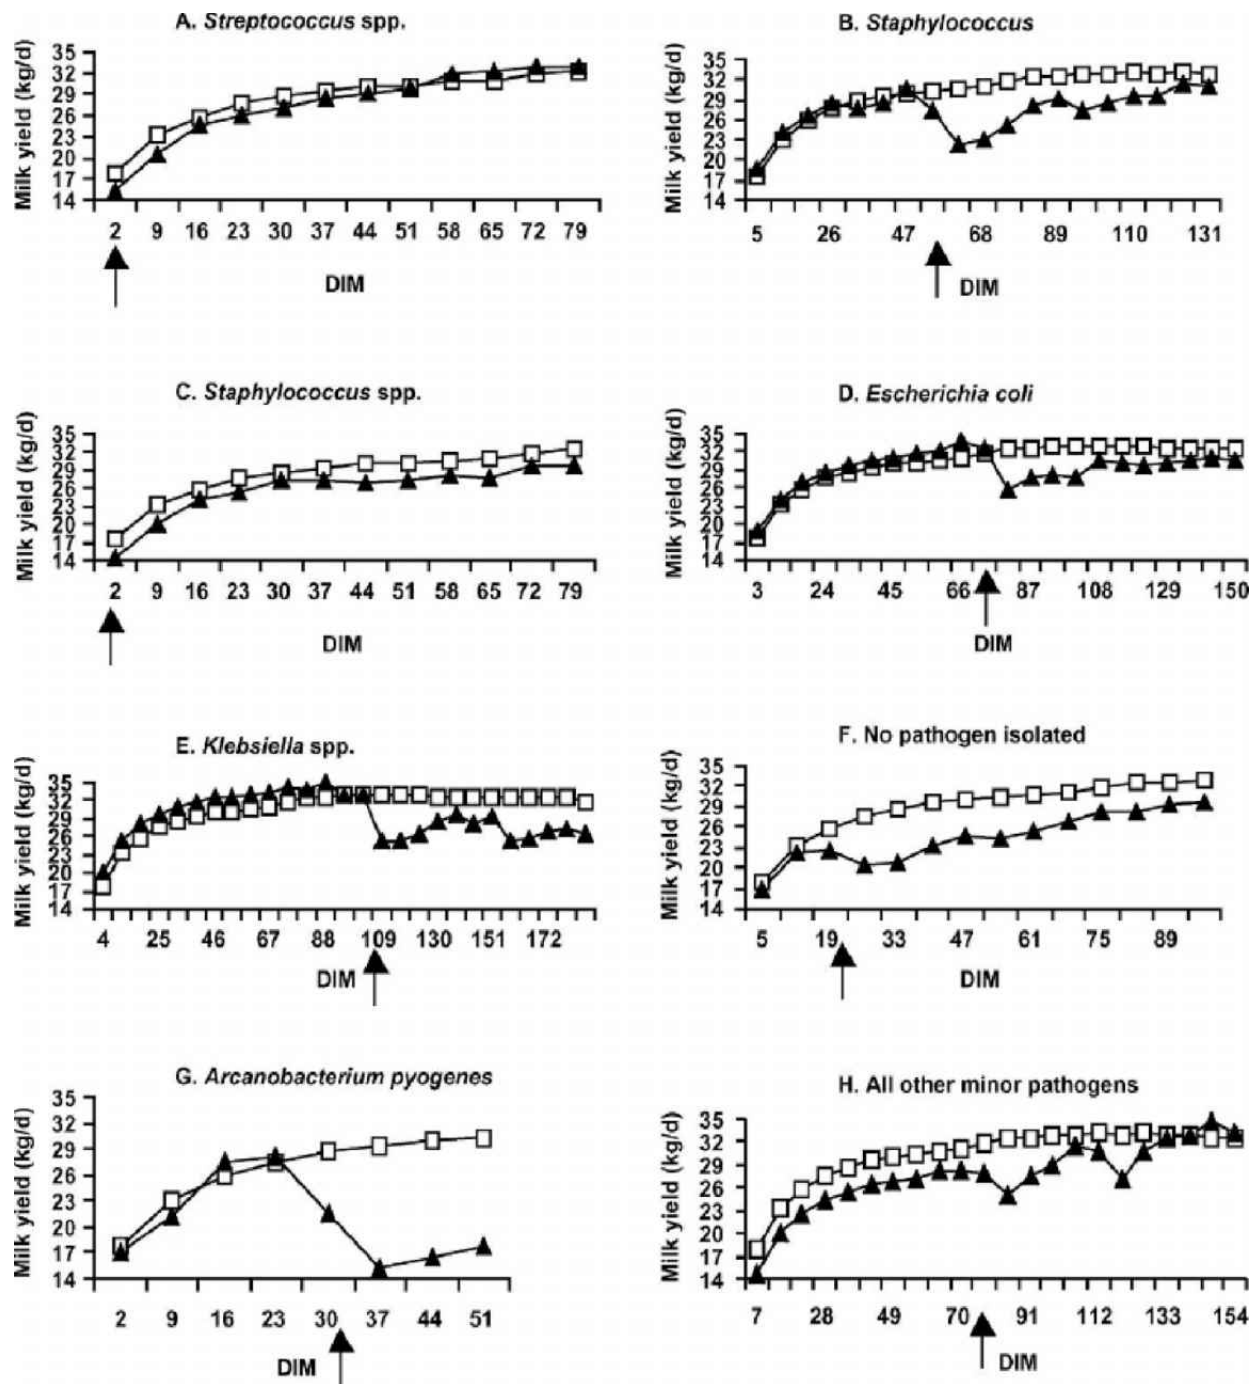 A. Streptococcus spp.
Milk yield (kg/d)
35
32
29
26
23
20
17
14
2 9 16 23 30 37 44 51 58 65 72 79
DIM
B. Staphylococcus
Milk yield (kg/d)
35
32
29
26
23
20
17
14
5 26 47 68 89 110 131
DIM
C. Staphylococcus spp.
Milk yield (kg/d)
35
32
29
26
23
20
17
14
2 9 16 23 30 37 44 51 58 65 72 79
DIM
D. Escherichia coli
Milk yield (kg/d)
35
32
29
26
23
20
17
14
3 24 45 66 87 108 129 150
DIM
E. Klebsiella spp.
Milk yield (kg/d)
35
32
29
26
23
20
17
14
4 25 46 67 88 109 130 151 172
DIM
F. No pathogen isolated
Milk yield (kg/d)
35
32
29
26
23
20
17
14
5 19 33 47 61 75 89
DIM
G. Arcanobacterium pyogenes
Milk yield (kg/d)
35
32
29
26
23
20
17
14
2 9 16 23 30 37 44 51
DIM
H. All other minor pathogens
Milk yield (kg/d)
35
32
29
26
23
20
17
14
7 28 49 70 91 112 133 154
DIM